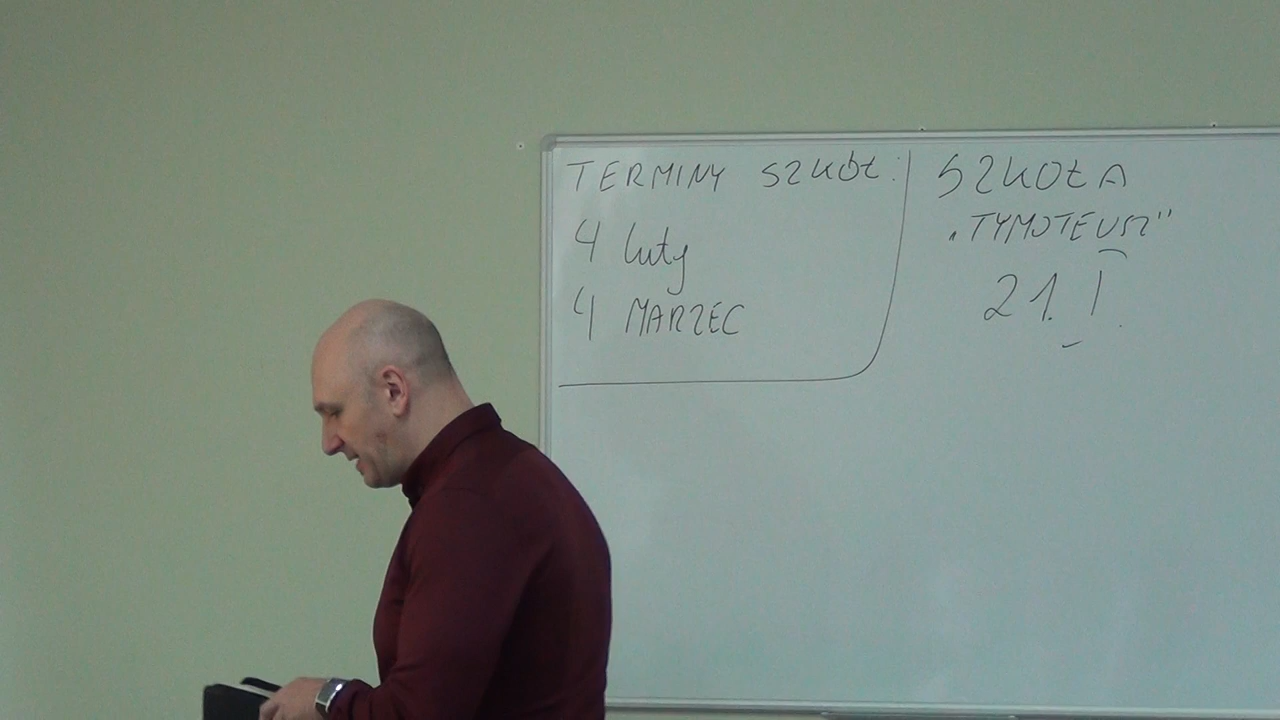 TERMINY SZKÓŁ:
4 luty
4 MARZEC
SZKOŁA
„TYMOTEUSZ"
21. I.